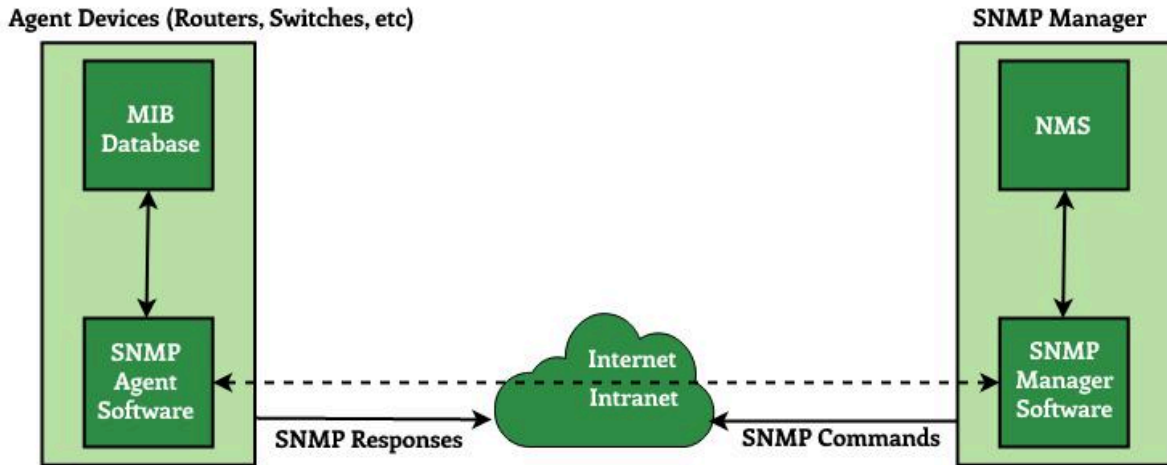 Agent Devices (Routers, Switches, etc)
SNMP Manager
MIB
Database
NMS
SNMP
Agent
Software
Internet
Intranet
SNMP
Manager
Software
SNMP Responses
SNMP Commands